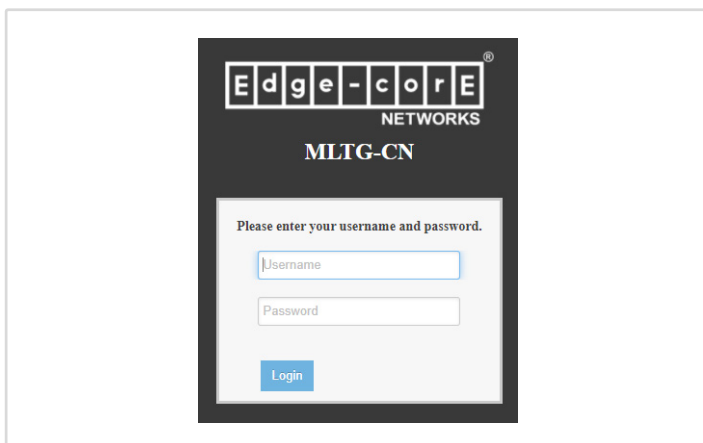 Edge-corE®
NETWORKS
MLTG-CN
Please enter your username and password.
Username
Password
Login